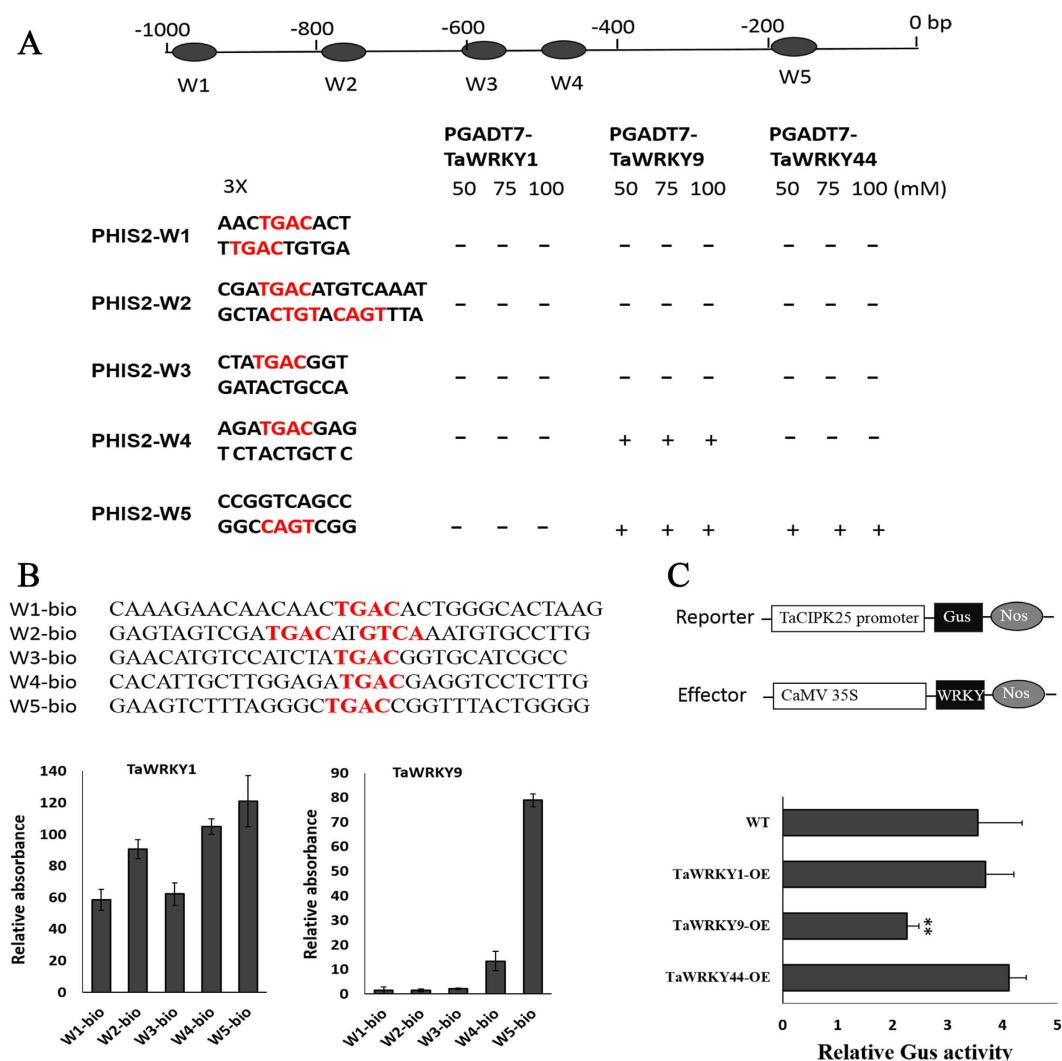 A
-1000 -800 -600 -400 -200 0 bp
W1 W2 W3 W4 W5
PGADT7-TaWRKY1 PGADT7-TaWRKY9 PGADT7-TaWRKY44
3X 50 75 100 50 75 100 50 75 100 (mM)
AACTGACACT
PHIS2-W1 – – – – – – – – –
TTGACTGTGA
CGATGACATGTCAAAT
PHIS2-W2 – – – – – – – – –
GCTACTGTACAGTTTA
CTATGACGGT
PHIS2-W3 – – – – – – – – –
GATACTGCCA
AGATGACGAG
PHIS2-W4 – – – + + + – – –
TCTACTGCTC
CCGGTCAGCC
PHIS2-W5 – – – + + + + + +
GGCCAGTCGG
B
W1-bio CAAAGAACAACAACTGACACTGGGCACTAAG
W2-bio GAGTAGTCGATGACATGTCAAATGTGCCTTG
W3-bio GAACATGTCCATCTATGACGGTGCATCGCC
W4-bio CACATTGCTTGGAGATGACGAGGTCCTCTTG
W5-bio GAAGTCTTTAGGGCTGACCGGTTTACTGGGG
TaWRKY1
Relative absorbance
140
120
100
80
60
40
20
0
W1-bio W2-bio W3-bio W4-bio W5-bio
TaWRKY9
Relative absorbance
90
80
70
60
50
40
30
20
10
0
W1-bio W2-bio W3-bio W4-bio W5-bio
C
Reporter TaCIPK25 promoter Gus Nos
Effector CaMV 35S WRKY Nos
WT
TaWRKY1-OE
TaWRKY9-OE **
TaWRKY44-OE
0 1 2 3 4 5
Relative Gus activity